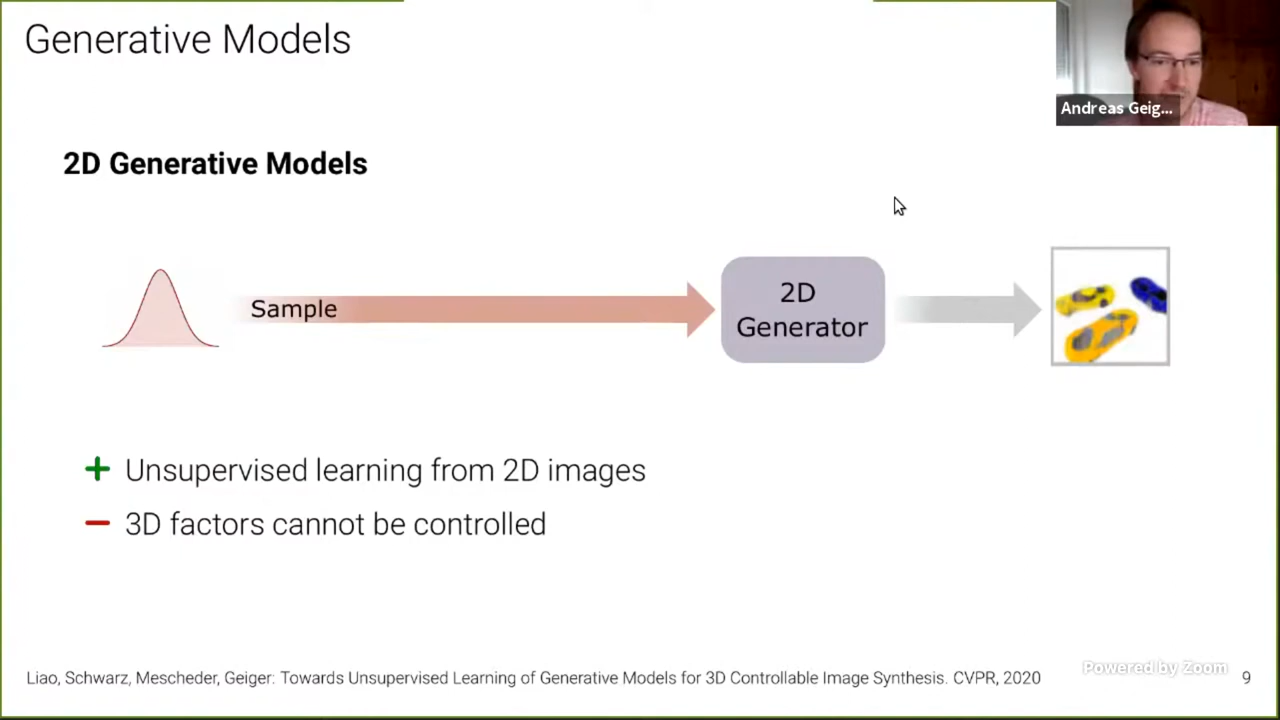 Generative Models
Andreas Geig...
2D Generative Models
Sample
2D
Generator
+ Unsupervised learning from 2D images
− 3D factors cannot be controlled
Liao, Schwarz, Mescheder, Geiger: Towards Unsupervised Learning of Generative Models for 3D Controllable Image Synthesis. CVPR, 2020
Powered by Zoom
9